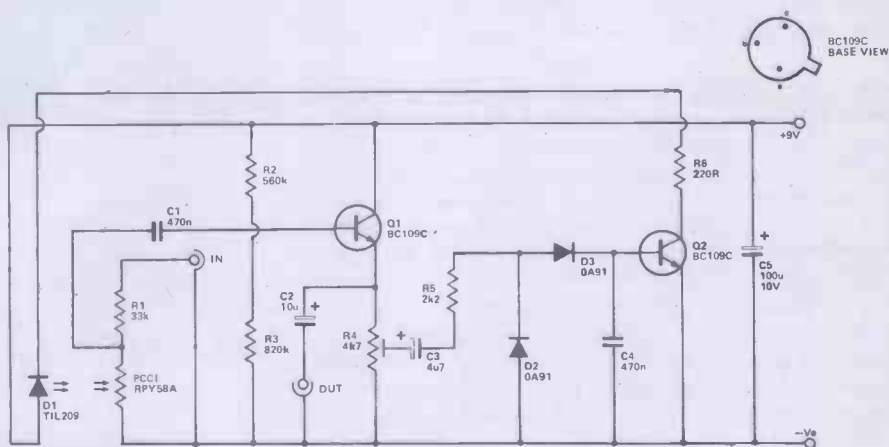 c
b
e
BC109C
BASE VIEW
+9V
R2
560k
R6
220R
C1
470n
Q1
BC109C
Q2
BC109C
IN
D3
0A91
C5
100u
10V
+
R1
33k
C2
10u
+
R5
2k2
R3
820k
R4
4k7
+
C3
4u7
C4
470n
PCC1
RPY58A
OUT
D2
0A91
D1
TIL209
-Ve